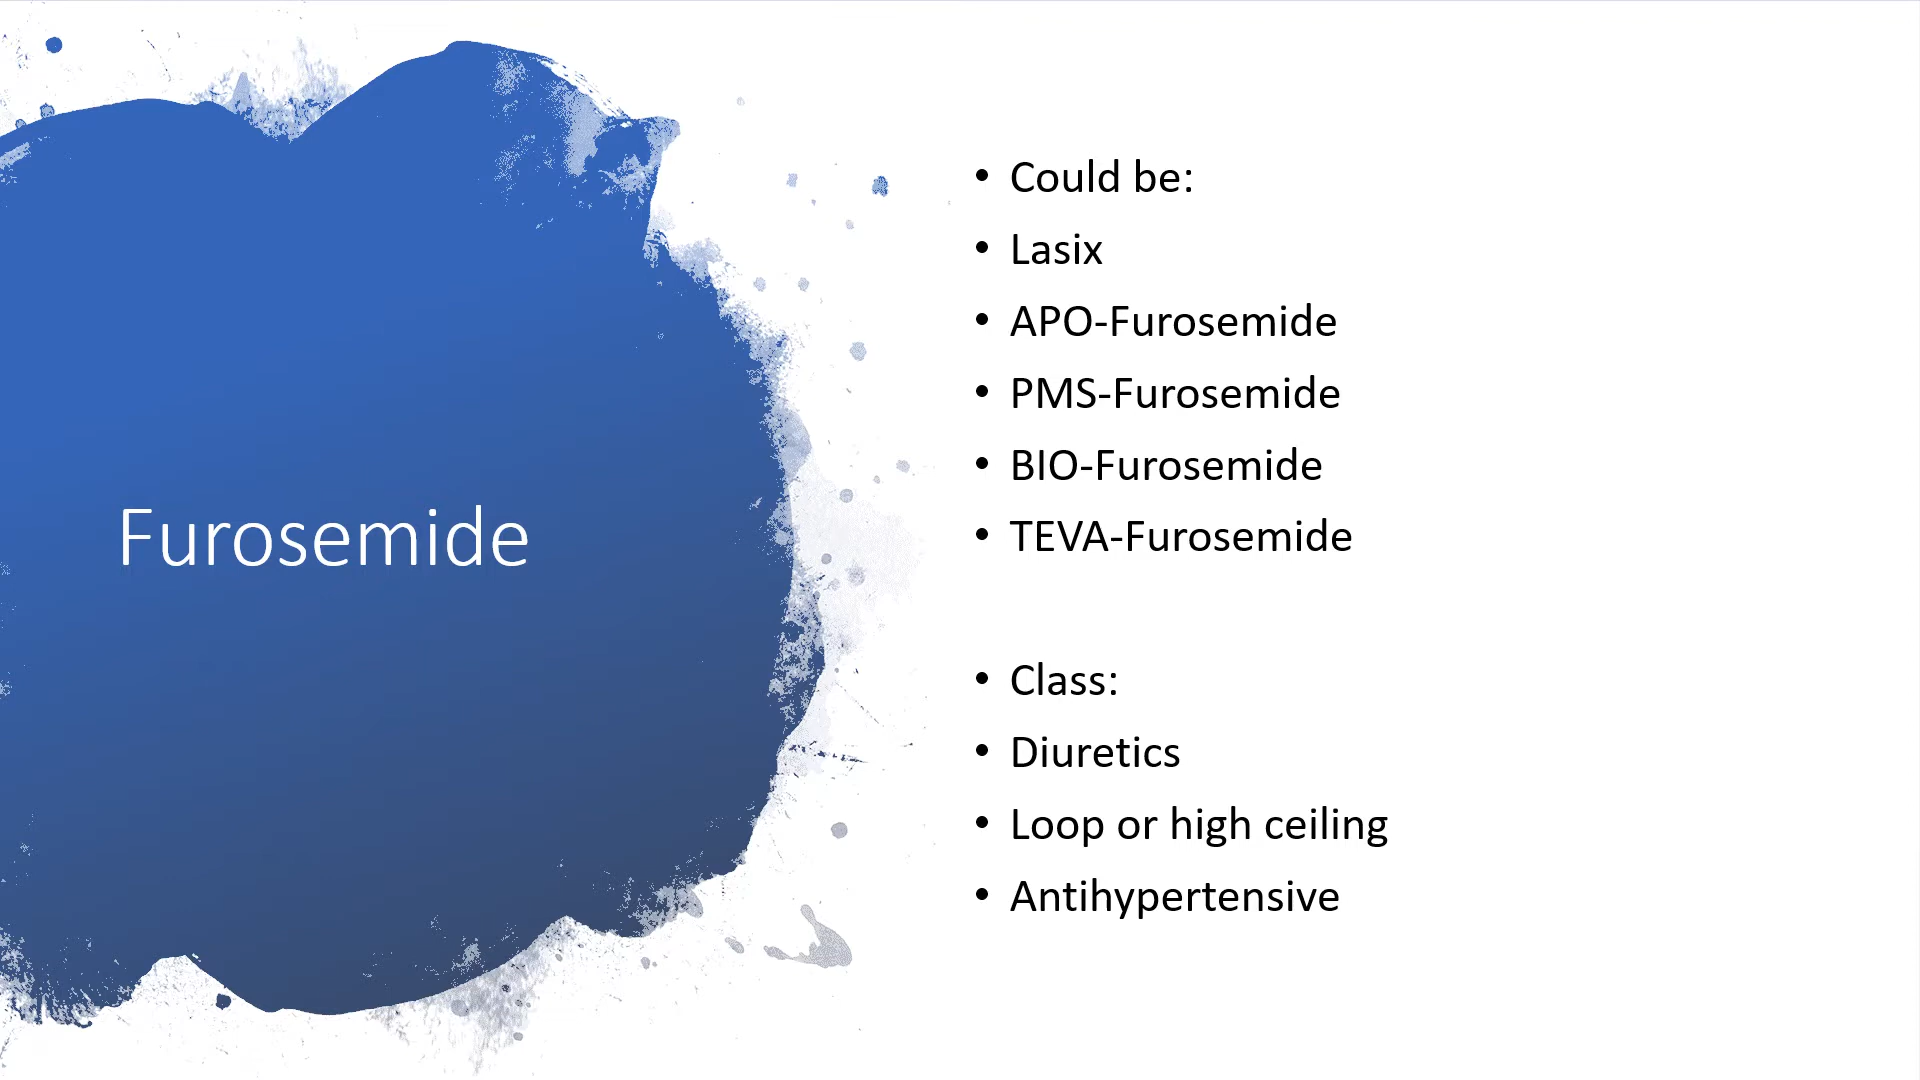 Furosemide
• Could be:
• Lasix
• APO-Furosemide
• PMS-Furosemide
• BIO-Furosemide
• TEVA-Furosemide
• Class:
• Diuretics
• Loop or high ceiling
• Antihypertensive